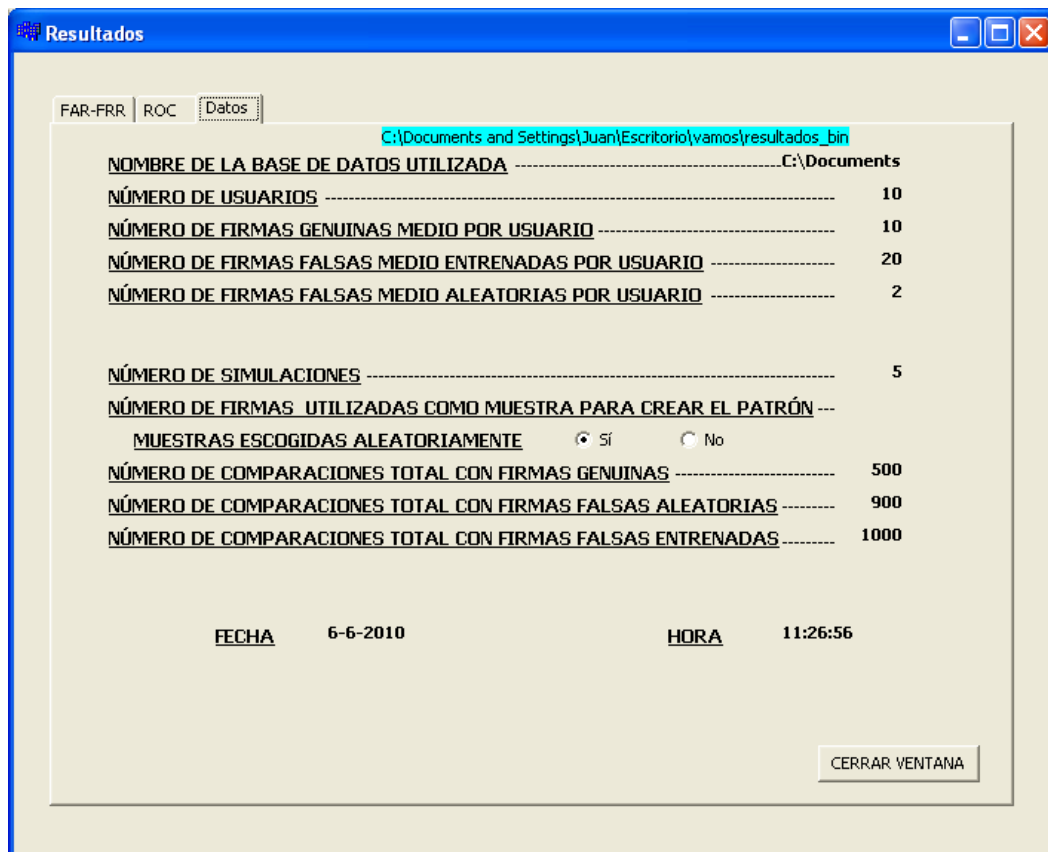 Resultados
FAR-FRR ROC Datos
C:\Documents and Settings\Juan\Escritorio\vamos\resultados_bin
NOMBRE DE LA BASE DE DATOS UTILIZADA C:\Documents
NÚMERO DE USUARIOS 10
NÚMERO DE FIRMAS GENUINAS MEDIO POR USUARIO 10
NÚMERO DE FIRMAS FALSAS MEDIO ENTRENADAS POR USUARIO 20
NÚMERO DE FIRMAS FALSAS MEDIO ALEATORIAS POR USUARIO 2
NÚMERO DE SIMULACIONES 5
NÚMERO DE FIRMAS UTILIZADAS COMO MUESTRA PARA CREAR EL PATRÓN
MUESTRAS ESCOGIDAS ALEATORIAMENTE Sí No
NÚMERO DE COMPARACIONES TOTAL CON FIRMAS GENUINAS 500
NÚMERO DE COMPARACIONES TOTAL CON FIRMAS FALSAS ALEATORIAS 900
NÚMERO DE COMPARACIONES TOTAL CON FIRMAS FALSAS ENTRENADAS 1000
FECHA 6-6-2010 HORA 11:26:56
CERRAR VENTANA